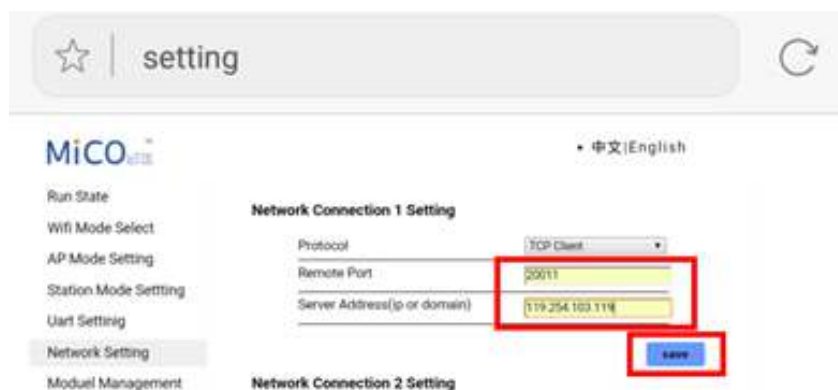 setting
MiCO
中文|English
Run State
Wifi Mode Select
AP Mode Setting
Station Mode Settting
Uart Settinig
Network Setting
Moduel Management
Network Connection 1 Setting
Protocol TCP Client
Remote Port 20011
Server Address(ip or domain) 119.254.103.119
save
Network Connection 2 Setting